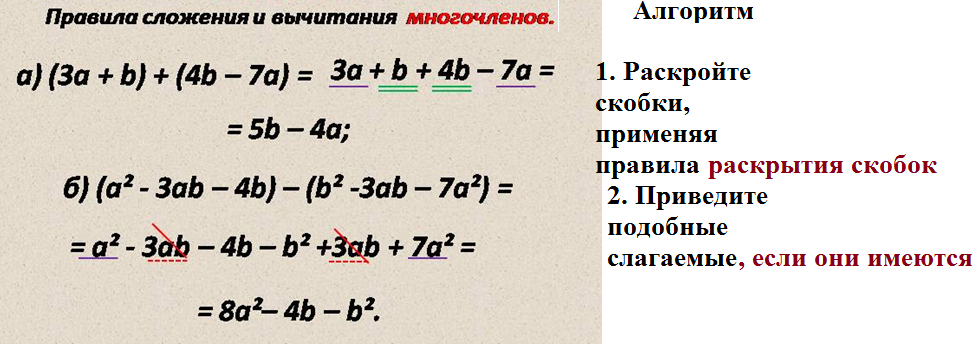 Правила сложения и вычитания многочленов.
а) (3a + b) + (4b – 7a) = 3a + b + 4b – 7a =
= 5b – 4a;
б) (a² - 3ab – 4b) – (b² -3ab – 7a²) =
= a² - 3ab – 4b – b² +3ab + 7a² =
= 8a²– 4b – b².
Алгоритм
1. Раскройте
скобки,
применяя
правила раскрытия скобок
2. Приведите
подобные
слагаемые, если они имеются